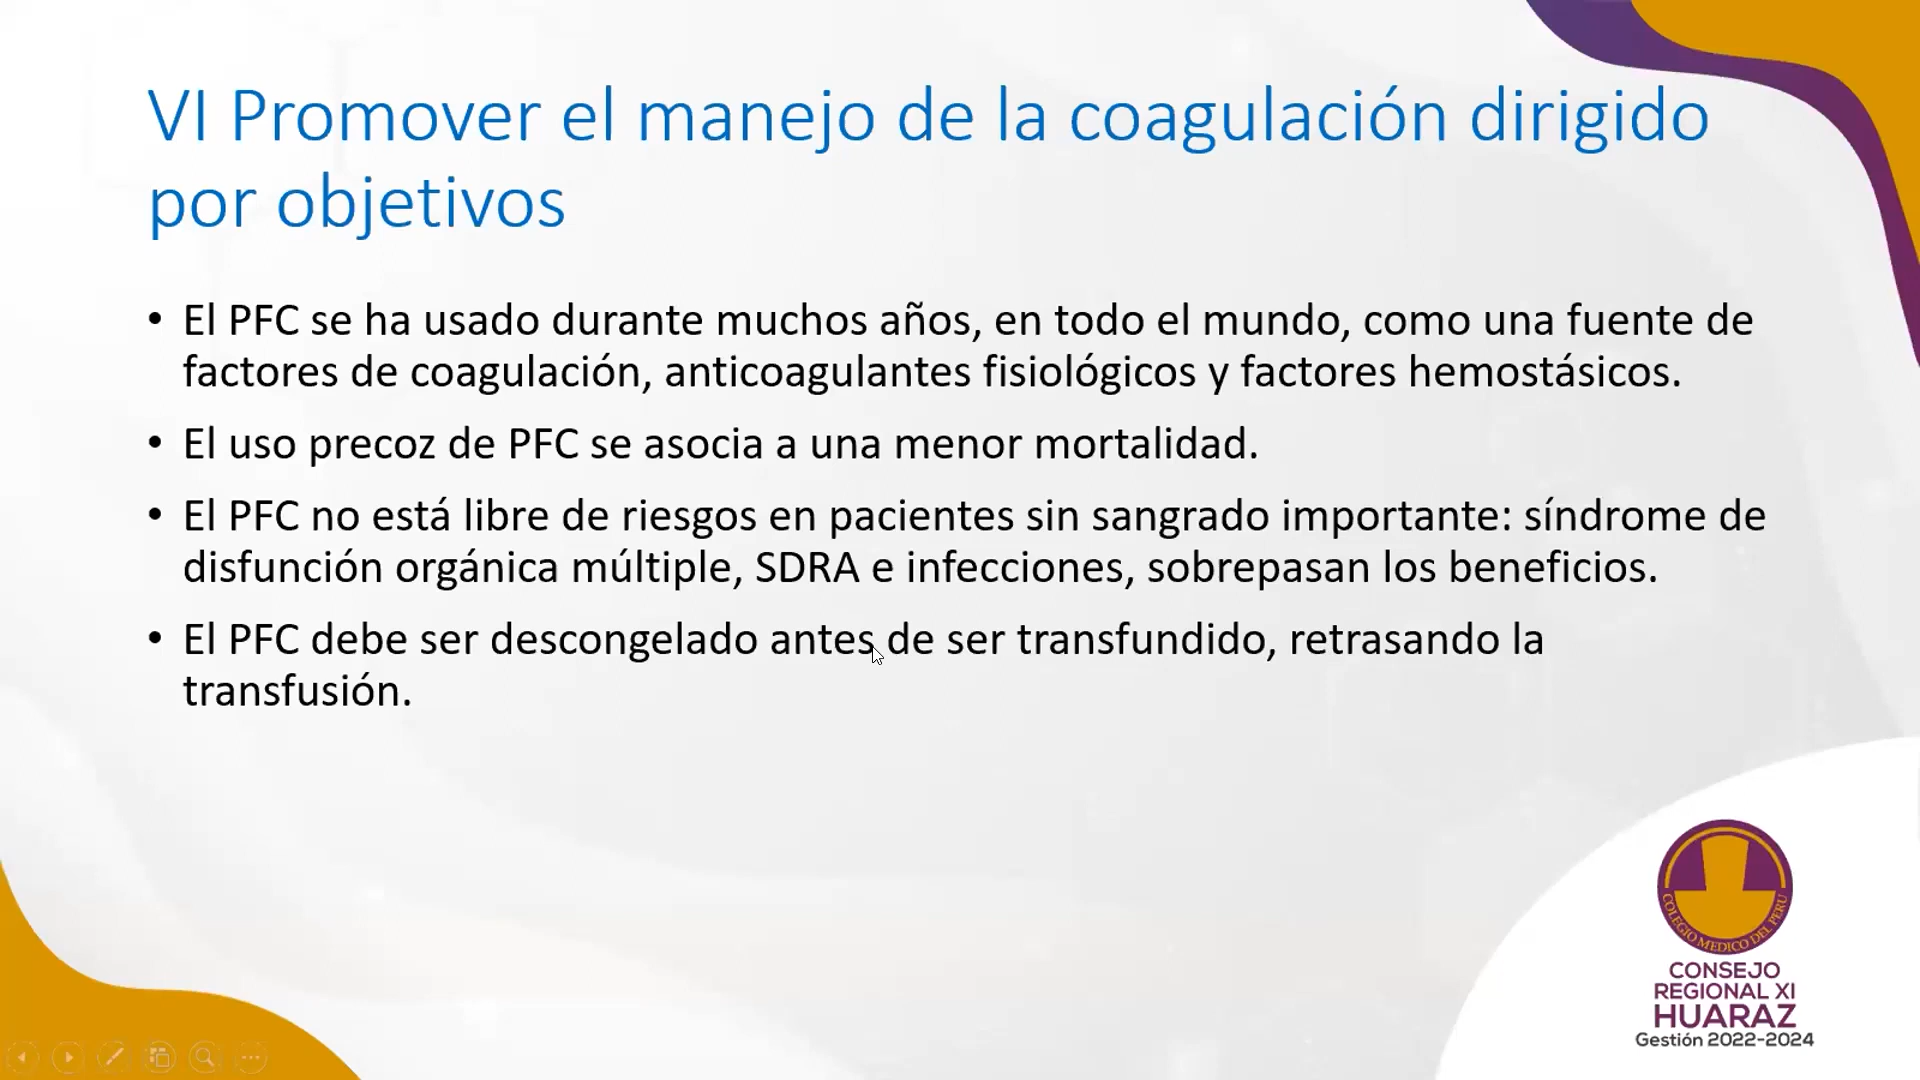 VI Promover el manejo de la coagulación dirigido
por objetivos
• El PFC se ha usado durante muchos años, en todo el mundo, como una fuente de
factores de coagulación, anticoagulantes fisiológicos y factores hemostásicos.
• El uso precoz de PFC se asocia a una menor mortalidad.
• El PFC no está libre de riesgos en pacientes sin sangrado importante: síndrome de
disfunción orgánica múltiple, SDRA e infecciones, sobrepasan los beneficios.
• El PFC debe ser descongelado antes de ser transfundido, retrasando la
transfusión.
COLEGIO MEDICO DEL PERU
CONSEJO
REGIONAL XI
HUARAZ
Gestión 2022-2024